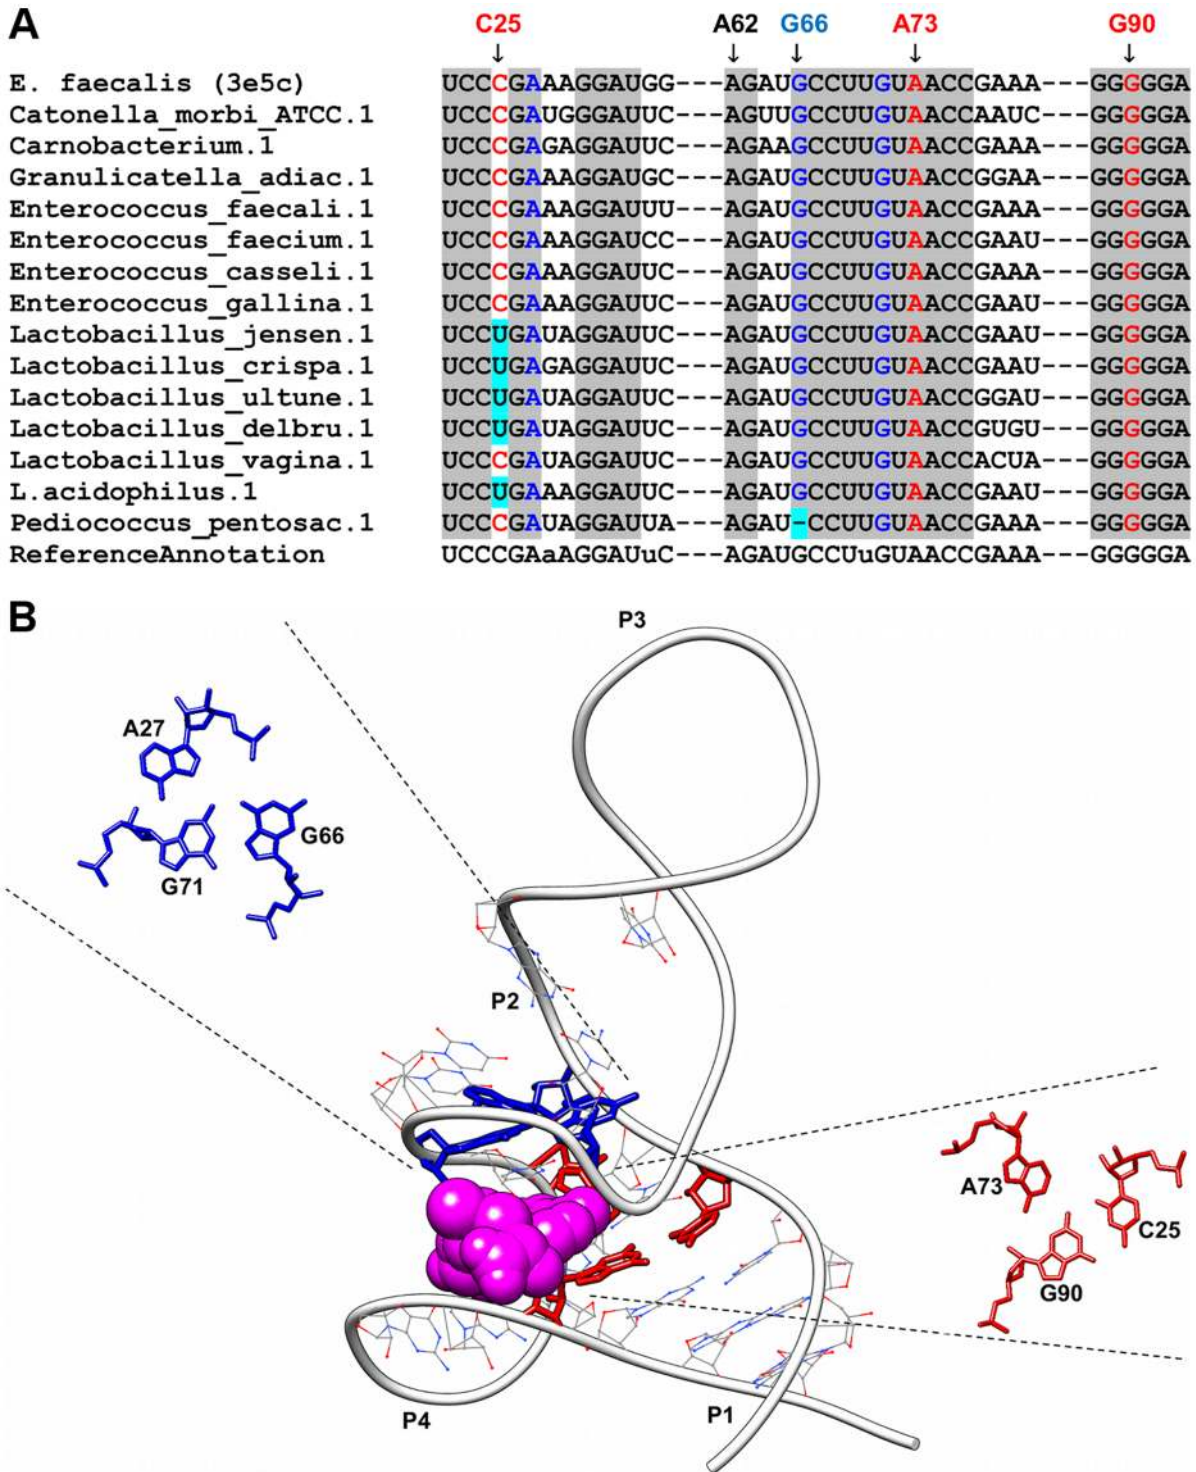 A
C25 A62 G66 A73 G90
E. faecalis (3e5c) UCCCGAAAGGAUGG---AGAUGCCUUGUAACCGAAA---GGGGGA
Catonella_morbi_ATCC.1 UCCCGAUGGGAUUC---AGUUGCCUUGUAACCAAUC---GGGGGA
Carnobacterium.1 UCCCGAGAGGAUUC---AGAAGCCUUGUAACCGAAA---GGGGGA
Granulicatella_adiac.1 UCCCGAAAGGAUGC---AGAUGCCUUGUAACCGGAA---GGGGGA
Enterococcus_faecali.1 UCCCGAAAGGAUUU---AGAUGCCUUGUAACCGAAA---GGGGGA
Enterococcus_faecium.1 UCCCGAAAGGAUCC---AGAUGCCUUGUAACCGAAU---GGGGGA
Enterococcus_casseli.1 UCCCGAAAGGAUUC---AGAUGCCUUGUAACCGAAU---GGGGGA
Enterococcus_gallina.1 UCCCGAAAGGAUUC---AGAUGCCUUGUAACCGAAU---GGGGGA
Lactobacillus_jensen.1 UCCUGAUAGGAUUC---AGAUGCCUUGUAACCGAAU---GGGGGA
Lactobacillus_crispa.1 UCCUGAGAGGAUUC---AGAUGCCUUGUAACCGAAU---GGGGGA
Lactobacillus_ultune.1 UCCUGAUAGGAUUC---AGAUGCCUUGUAACCGGAU---GGGGGA
Lactobacillus_delbru.1 UCCUGAUAGGAUUC---AGAUGCCUUGUAACCGUGU---GGGGGA
Lactobacillus_vagina.1 UCCCGAUAGGAUUC---AGAUGCCUUGUAACCACUA---GGGGGA
L.acidophilus.1 UCCUGAAAGGAUUC---AGAUGCCUUGUAACCGAAU---GGGGGA
Pediococcus_pentosac.1 UCCCGAUAGGAUUA---AGAU-CCUUGUAACCGAAA---GGGGGA
ReferenceAnnotation UCCCGAaAGGAUuC---AGAUGCCUuGUAACCGAAA---GGGGGA
B
P3
A27
G66
G71
P2
A73
C25
G90
P4
P1